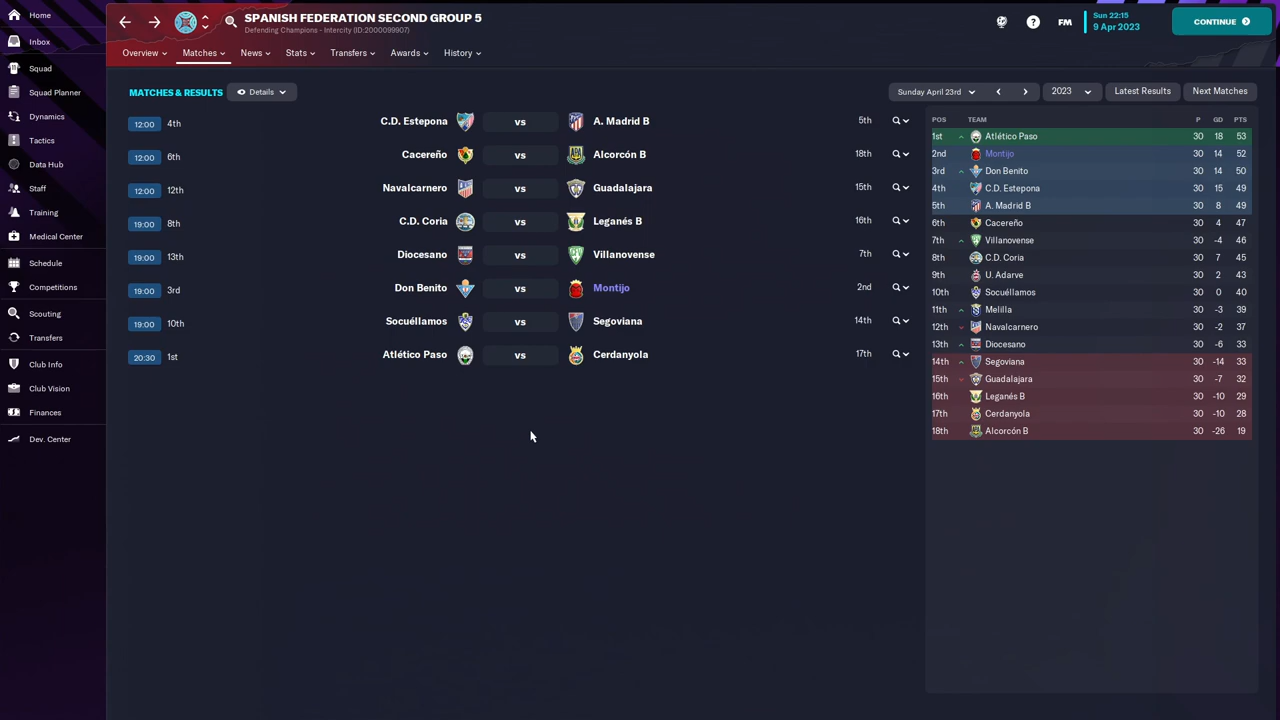 Home
SPANISH FEDERATION SECOND GROUP 5
Defending Champions - Intercity (ID:2000099907)
FM
Sun 22:15
9 Apr 2023
CONTINUE
Inbox
Squad
Squad Planner
Dynamics
Tactics
Data Hub
Staff
Training
Medical Center
Schedule
Competitions
Scouting
Transfers
Club Info
Club Vision
Finances
Dev. Center
Overview Matches News Stats Transfers Awards History
MATCHES & RESULTS Details Sunday April 23rd 2023 Latest Results Next Matches
12:00 4th C.D. Estepona vs A. Madrid B 5th
12:00 6th Cacereño vs Alcorcón B 18th
12:00 12th Navalcarnero vs Guadalajara 15th
19:00 8th C.D. Coria vs Leganés B 16th
19:00 13th Diocesano vs Villanovense 7th
19:00 3rd Don Benito vs Montijo 2nd
19:00 10th Socuéllamos vs Segoviana 14th
20:30 1st Atlético Paso vs Cerdanyola 17th
POS TEAM P GD PTS
1st Atlético Paso 30 18 53
2nd Montijo 30 14 52
3rd Don Benito 30 14 50
4th C.D. Estepona 30 15 49
5th A. Madrid B 30 8 49
6th Cacereño 30 4 47
7th Villanovense 30 -4 46
8th C.D. Coria 30 7 45
9th U. Adarve 30 2 43
10th Socuéllamos 30 0 40
11th Melilla 30 -3 39
12th Navalcarnero 30 -2 37
13th Diocesano 30 -6 33
14th Segoviana 30 -14 33
15th Guadalajara 30 -7 32
16th Leganés B 30 -10 29
17th Cerdanyola 30 -10 28
18th Alcorcón B 30 -26 19